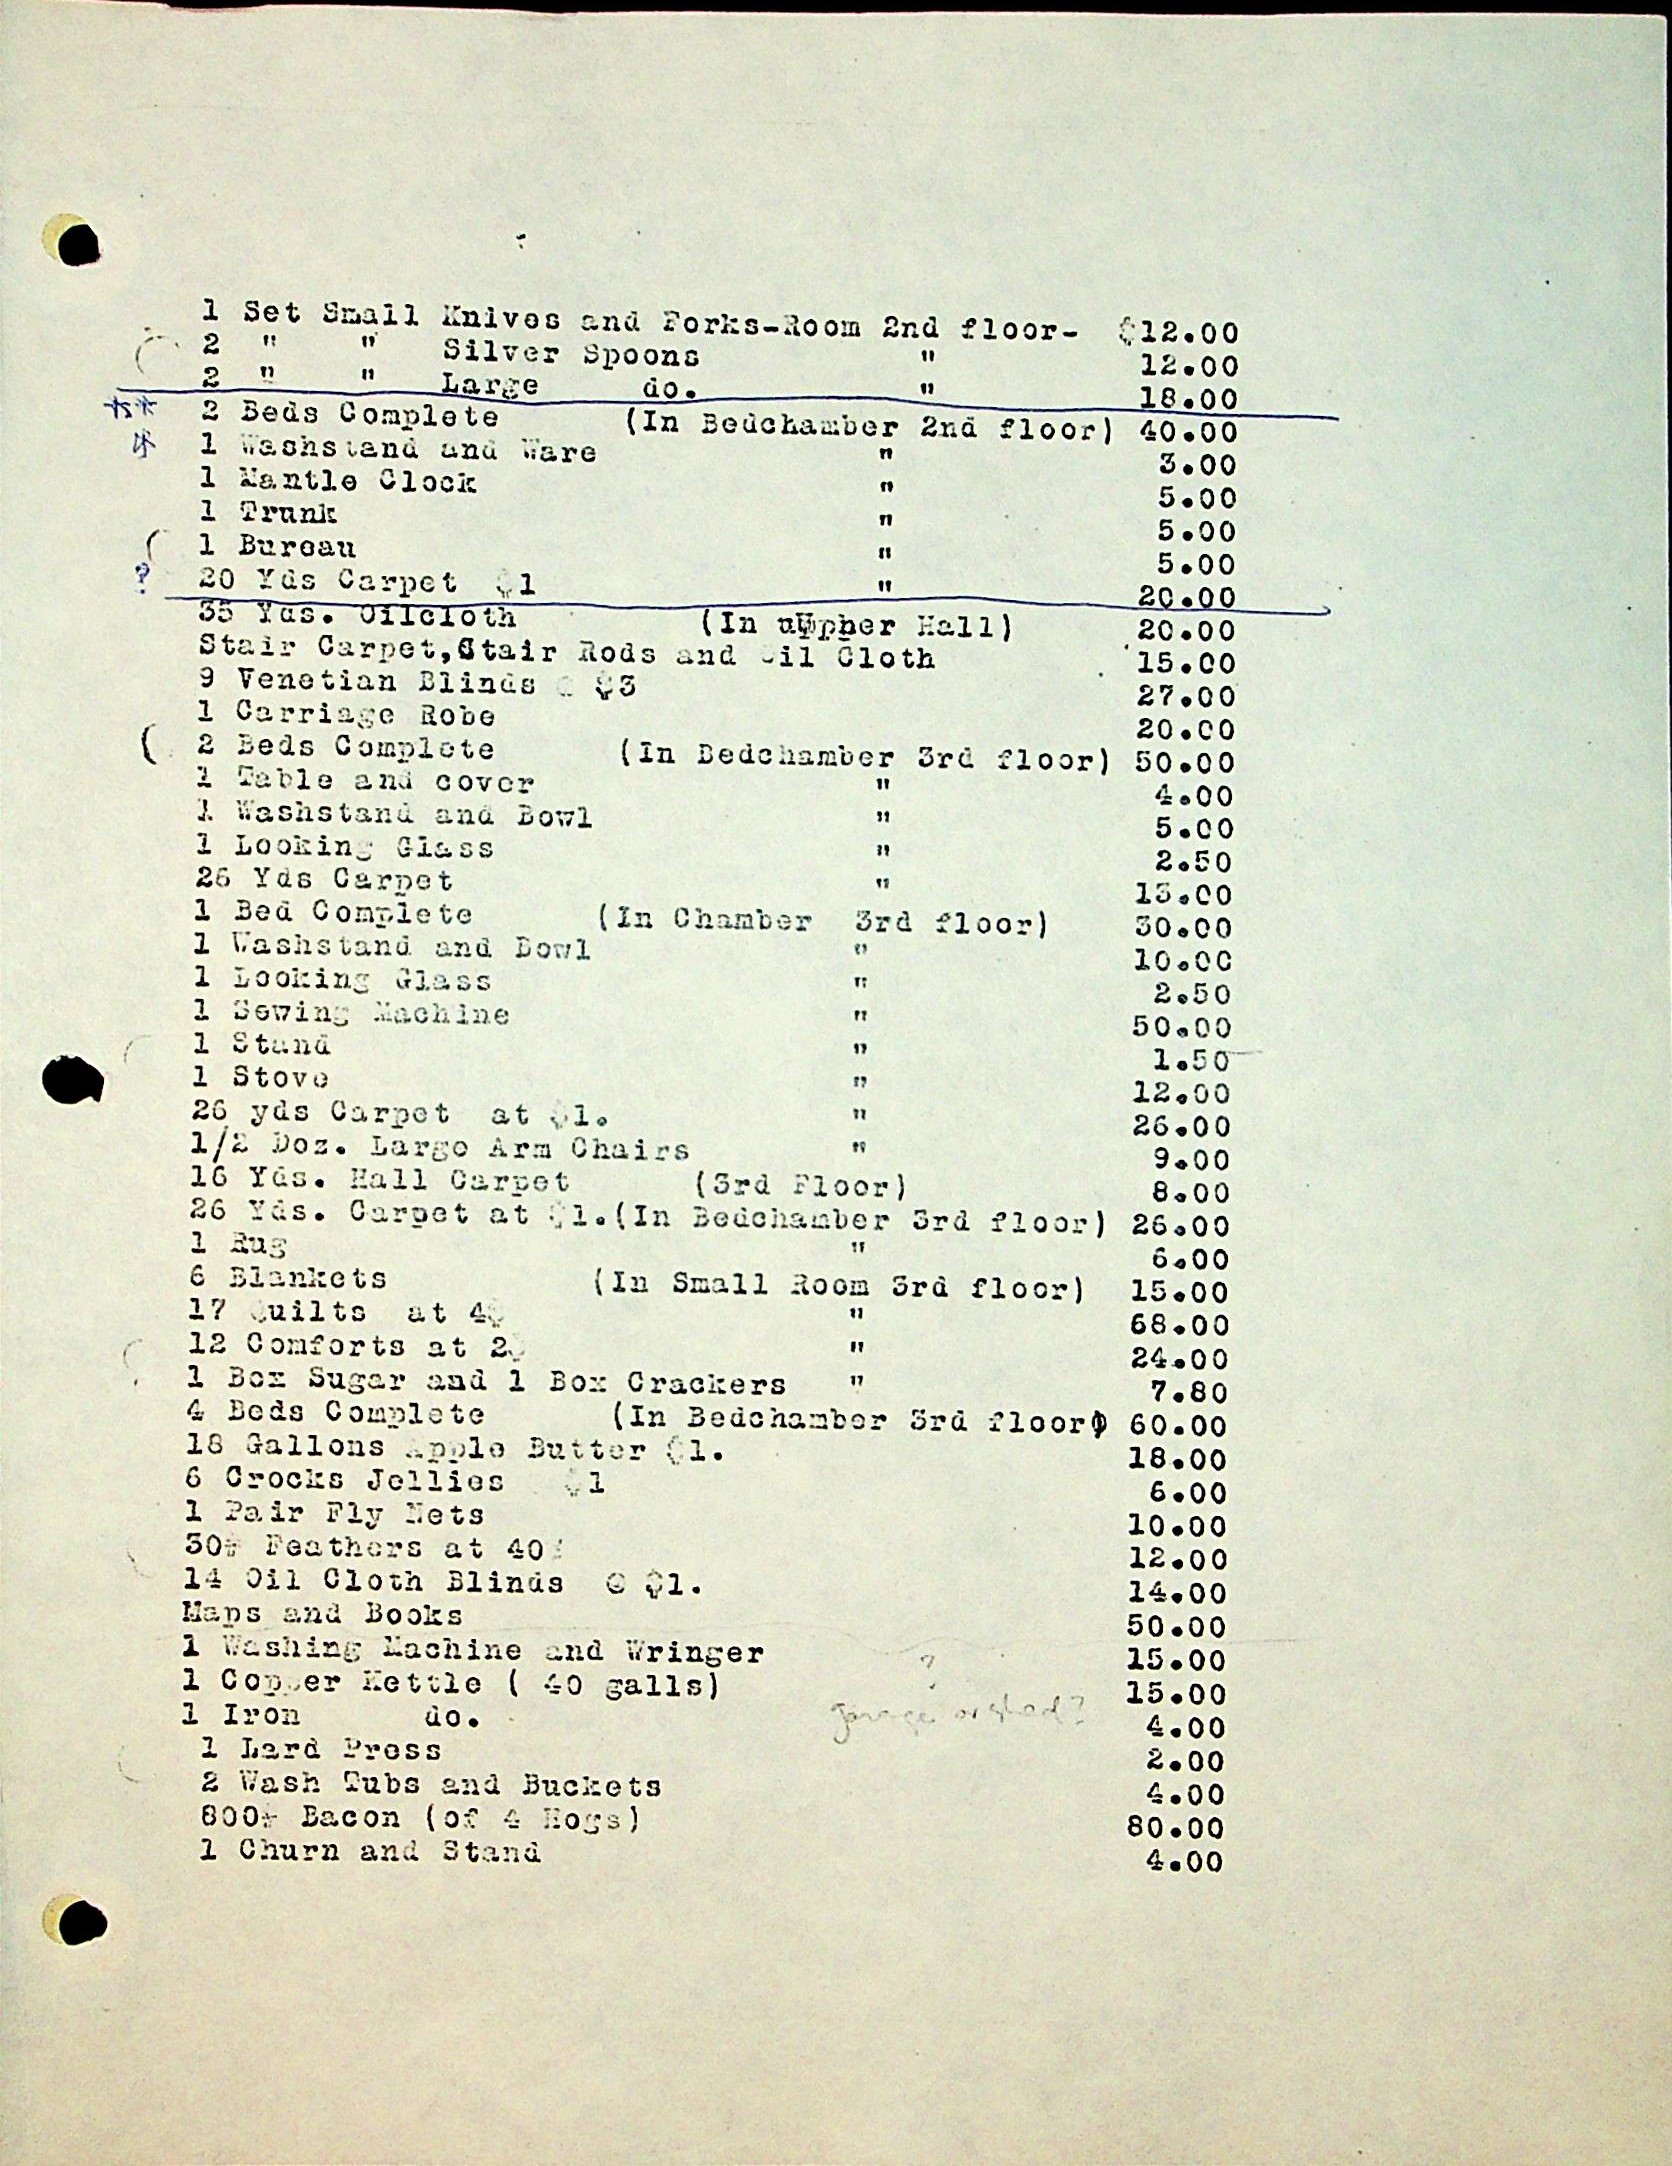 1 Set Small Knives and Forks-Room 2nd floor- $12.00
2 " " Silver Spoons " 12.00
2 " " Large do. " 18.00
** 2 Beds Complete (In Bedchamber 2nd floor) 40.00
* 1 Washstand and Ware " 3.00
1 Mantle Clock " 5.00
1 Trunk " 5.00
( 1 Bureau " 5.00
? 20 Yds Carpet $1 " 20.00
35 Yds. Oilcloth (In uUpper Hall) 20.00
Stair Carpet,Stair Rods and Oil Cloth 15.00
9 Venetian Blinds @ $3 27.00
1 Carriage Robe 20.00
( 2 Beds Complete (In Bedchamber 3rd floor) 50.00
1 Table and cover " 4.00
1 Washstand and Bowl " 5.00
1 Looking Glass " 2.50
26 Yds Carpet " 13.00
1 Bed Complete (In Chamber 3rd floor) 30.00
1 Washstand and Bowl " 10.00
1 Looking Glass " 2.50
1 Sewing Machine " 50.00
1 Stand " 1.50
1 Stove " 12.00
26 yds Carpet at $1. " 26.00
1/2 Doz. Large Arm Chairs " 9.00
16 Yds. Hall Carpet (3rd Floor) 8.00
26 Yds. Carpet at $1.(In Bedchamber 3rd floor) 26.00
1 Rug " 6.00
6 Blankets (In Small Room 3rd floor) 15.00
17 Quilts at 4$ " 68.00
12 Comforts at 2$ " 24.00
1 Box Sugar and 1 Box Crackers " 7.80
4 Beds Complete (In Bedchamber 3rd floor) 60.00
18 Gallons Apple Butter $1. 18.00
6 Crocks Jellies $1 6.00
1 Pair Fly Nets 10.00
30# Feathers at 40¢ 12.00
14 Oil Cloth Blinds @ $1. 14.00
Maps and Books 50.00
1 Washing Machine and Wringer 15.00
?
1 Copper Kettle ( 40 galls) 15.00
garage or shed?
1 Iron do. 4.00
1 Lard Press 2.00
2 Wash Tubs and Buckets 4.00
800# Bacon (of 4 Hogs) 80.00
1 Churn and Stand 4.00